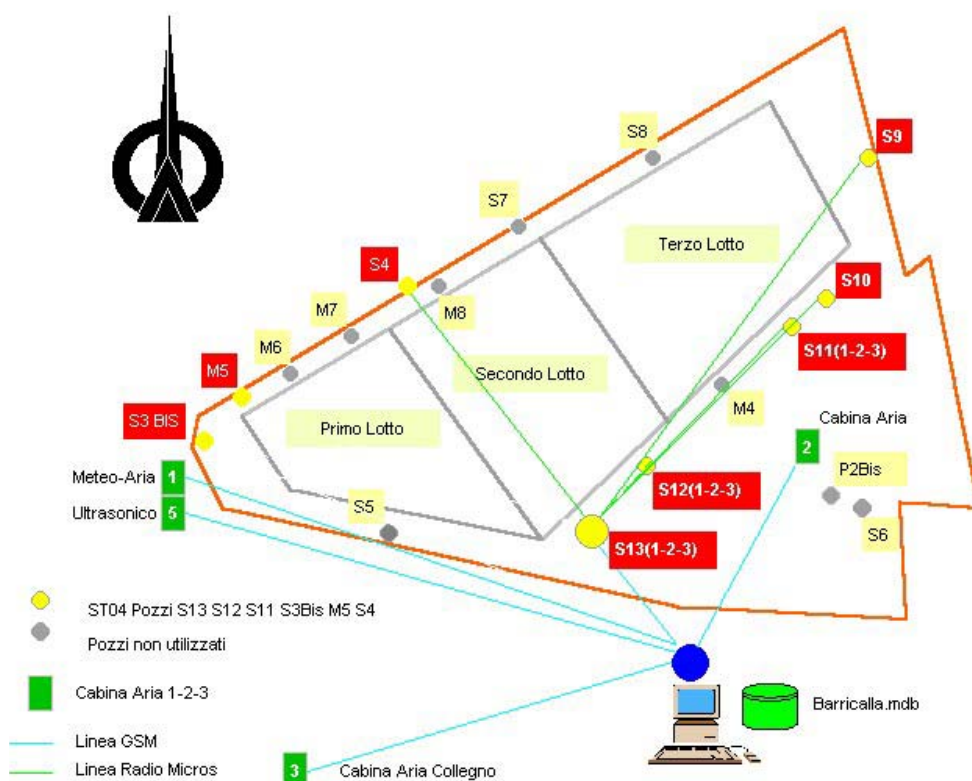 S8
S9
S7
Terzo Lotto
S4
S10
M8
M7
S11(1-2-3)
M6
M5
Secondo Lotto
M4
Cabina Aria
S3 BIS
Primo Lotto
2
Meteo-Aria 1
P2Bis
S12(1-2-3)
Ultrasonico 5
S5
S6
S13(1-2-3)
ST04 Pozzi S13 S12 S11 S3Bis M5 S4
Pozzi non utilizzati
Cabina Aria 1-2-3
Barricalla.mdb
Linea GSM
Linea Radio Micros
3 Cabina Aria Collegno